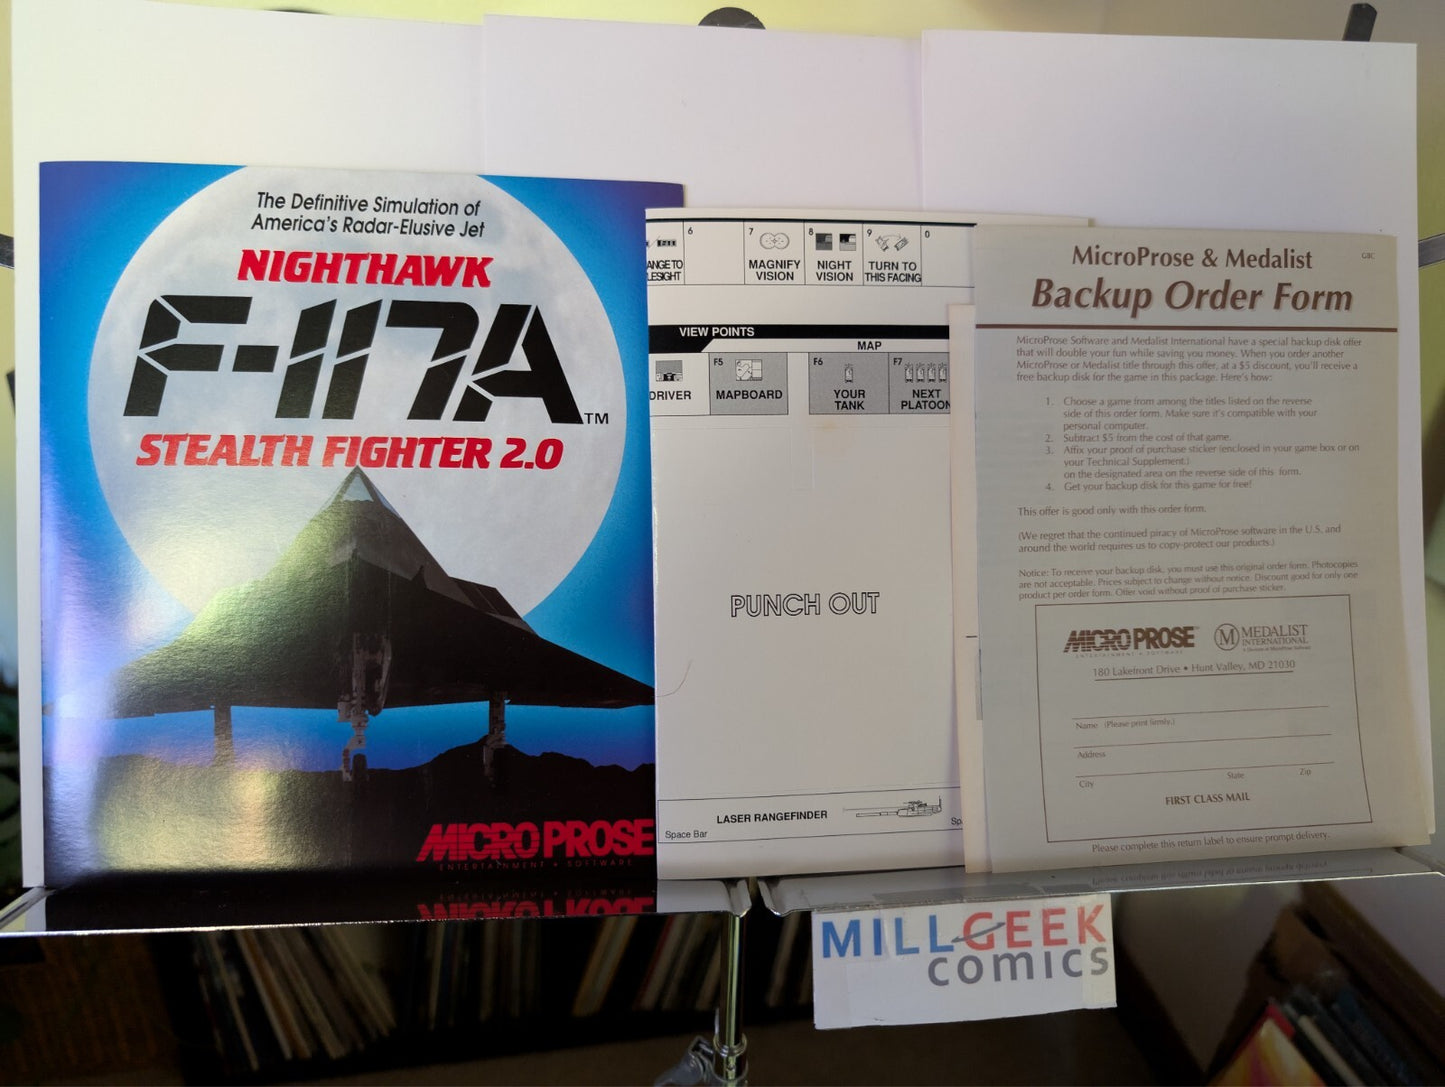 The Definitive Simulation of
America's Radar-Elusive Jet
NIGHTHAWK
F-117A™
STEALTH FIGHTER 2.0
MICRO PROSE
ENTERTAINMENT • SOFTWARE
6
7
8
9
0
MAGNIFY
VISION
NIGHT
VISION
TURN TO
THIS FACING
VIEW POINTS
MAP
DRIVER
F5
MAPBOARD
F6
YOUR
TANK
F7
NEXT
PLATOON
PUNCH OUT
LASER RANGEFINDER
Space Bar
MicroProse & Medalist
GBC
Backup Order Form
MicroProse Software and Medalist International have a special backup disk offer
that will double your fun while saving you money. When you order another
MicroProse or Medalist title through this offer, at a $5 discount, you'll receive a
free backup disk for the game in this package. Here's how:
1. Choose a game from among the titles listed on the reverse
side of this order form. Make sure it's compatible with your
personal computer.
2. Subtract $5 from the cost of that game.
3. Affix your proof of purchase sticker (enclosed in your game box or on
your Technical Supplement.)
on the designated area on the reverse side of this form.
4. Get your backup disk for this game for free!
This offer is good only with this order form.
(We regret that the continued piracy of MicroProse software in the U.S. and
around the world requires us to copy-protect our products.)
Notice: To receive your backup disk, you must use this original order form. Photocopies
are not acceptable. Prices subject to change without notice. Discount good for only one
product per order form. Offer void without proof of purchase sticker.
MICRO PROSE™
ENTERTAINMENT • SOFTWARE
M MEDALIST
INTERNATIONAL
A Division of MicroProse Software
180 Lakefront Drive • Hunt Valley, MD 21030
Name (Please print firmly.)
Address
City State Zip
FIRST CLASS MAIL
Please complete this return label to ensure prompt delivery.
MILLGEEK
comics